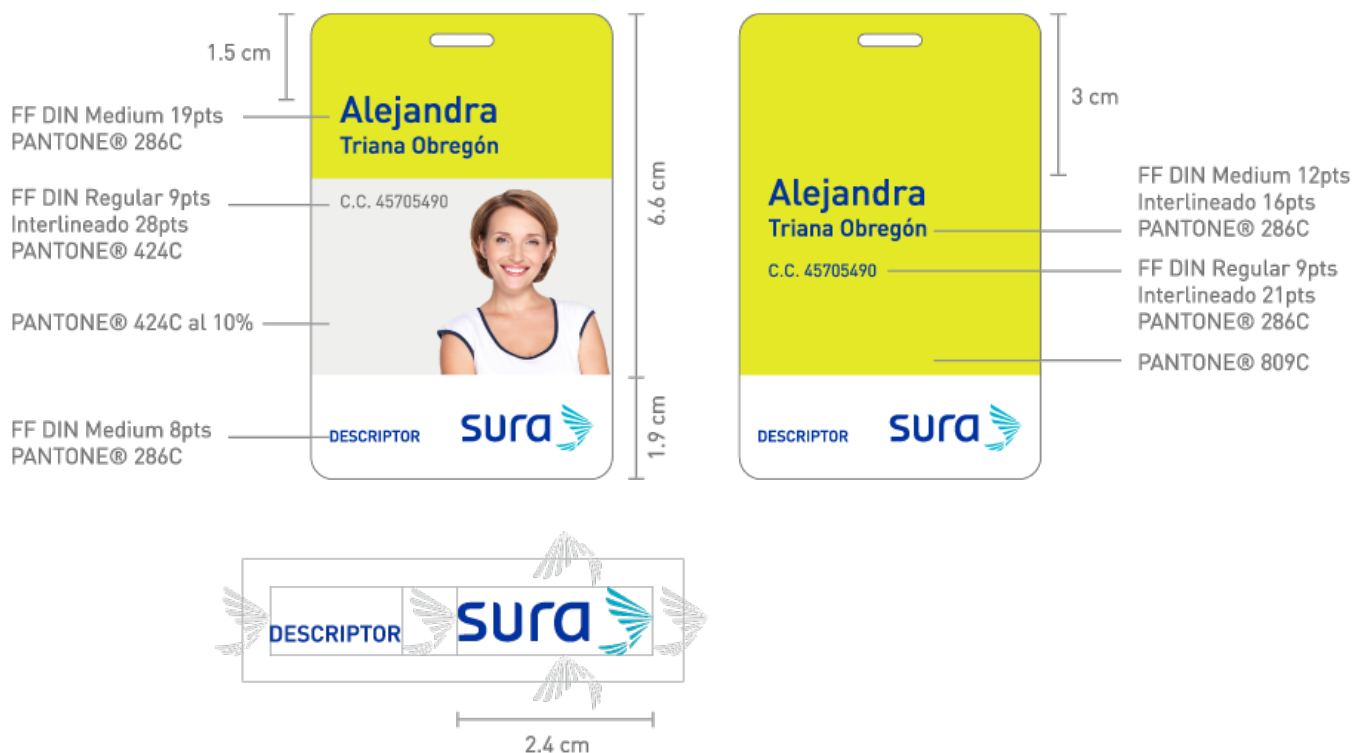 1.5 cm
FF DIN Medium 19pts
PANTONE® 286C
FF DIN Regular 9pts
Interlineado 28pts
PANTONE® 424C
PANTONE® 424C al 10%
FF DIN Medium 8pts
PANTONE® 286C
Alejandra
Triana Obregón
C.C. 45705490
DESCRIPTOR
sura
6.6 cm
1.9 cm
Alejandra
Triana Obregón
C.C. 45705490
DESCRIPTOR
sura
3 cm
FF DIN Medium 12pts
Interlineado 16pts
PANTONE® 286C
FF DIN Regular 9pts
Interlineado 21pts
PANTONE® 286C
PANTONE® 809C
DESCRIPTOR
sura
2.4 cm